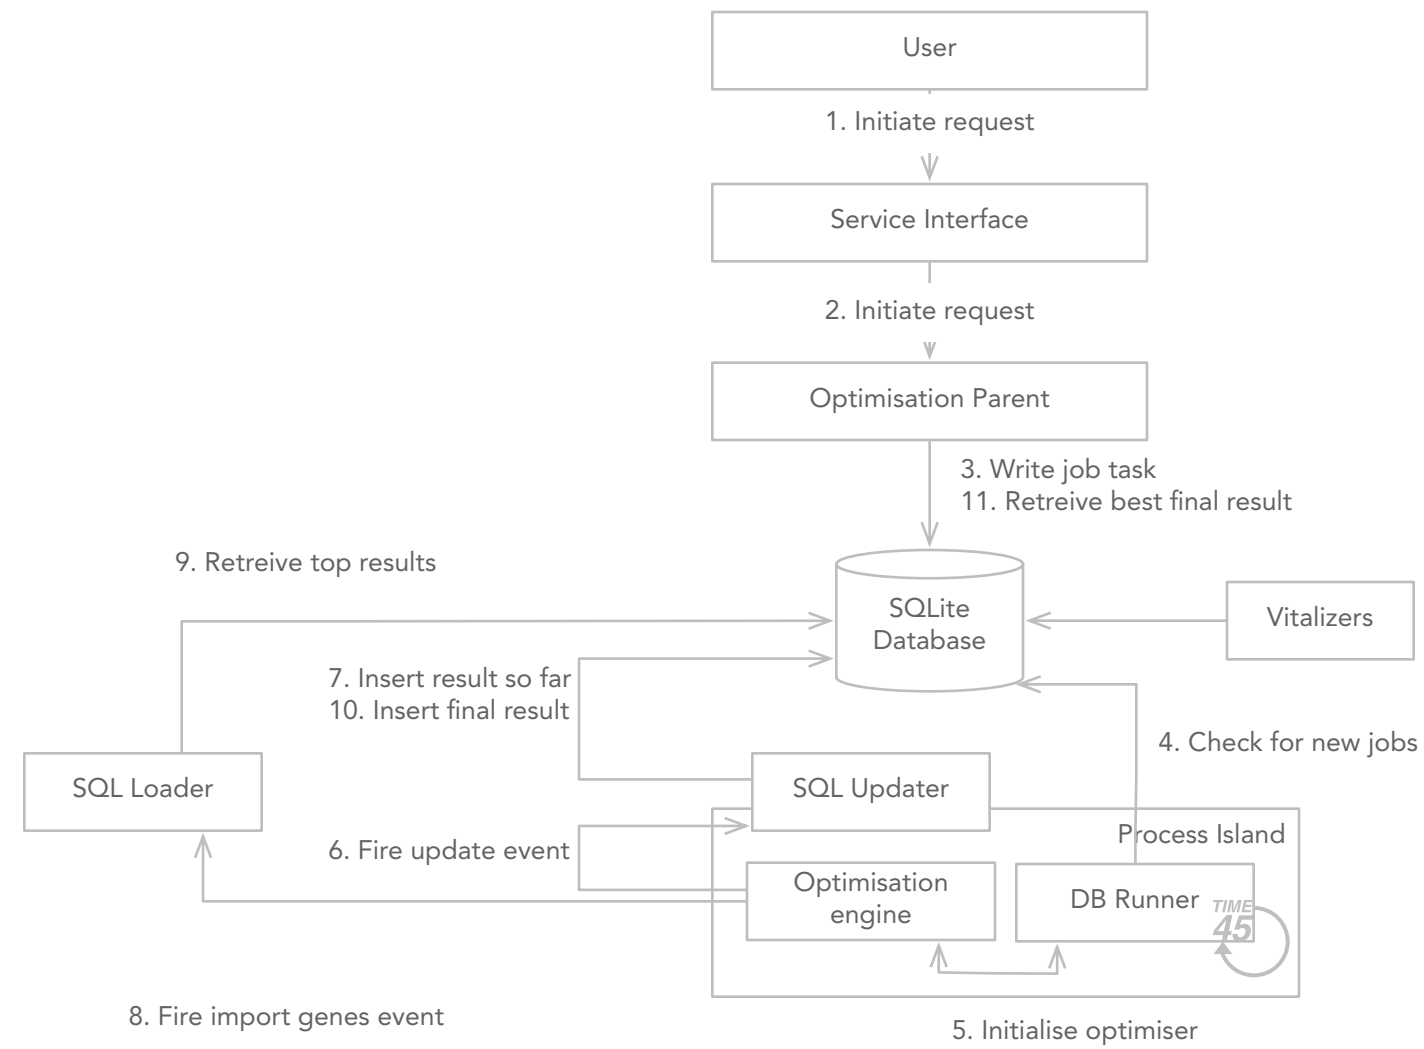 User
1. Initiate request
Service Interface
2. Initiate request
Optimisation Parent
3. Write job task
11. Retreive best final result
9. Retreive top results
SQLite
Database
Vitalizers
7. Insert result so far
10. Insert final result
4. Check for new jobs
SQL Loader
SQL Updater
Process Island
6. Fire update event
Optimisation
engine
DB Runner
TIME
45
8. Fire import genes event
5. Initialise optimiser